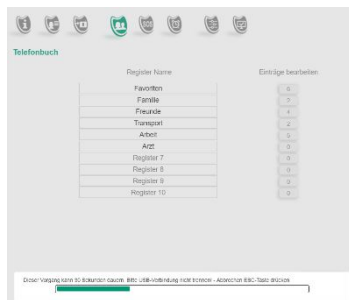 Telefonbuch
Register Name Einträge bearbeiten
Favoriten
Familie
Freunde
Transport
Arbeit
Arzt
Register 7
Register 8
Register 9
Register 10
Dieser Vorgang kann 30 Sekunden dauern. Bitte USB-Verbindung nicht trennen - Abbrechen ESC-Taste drücken